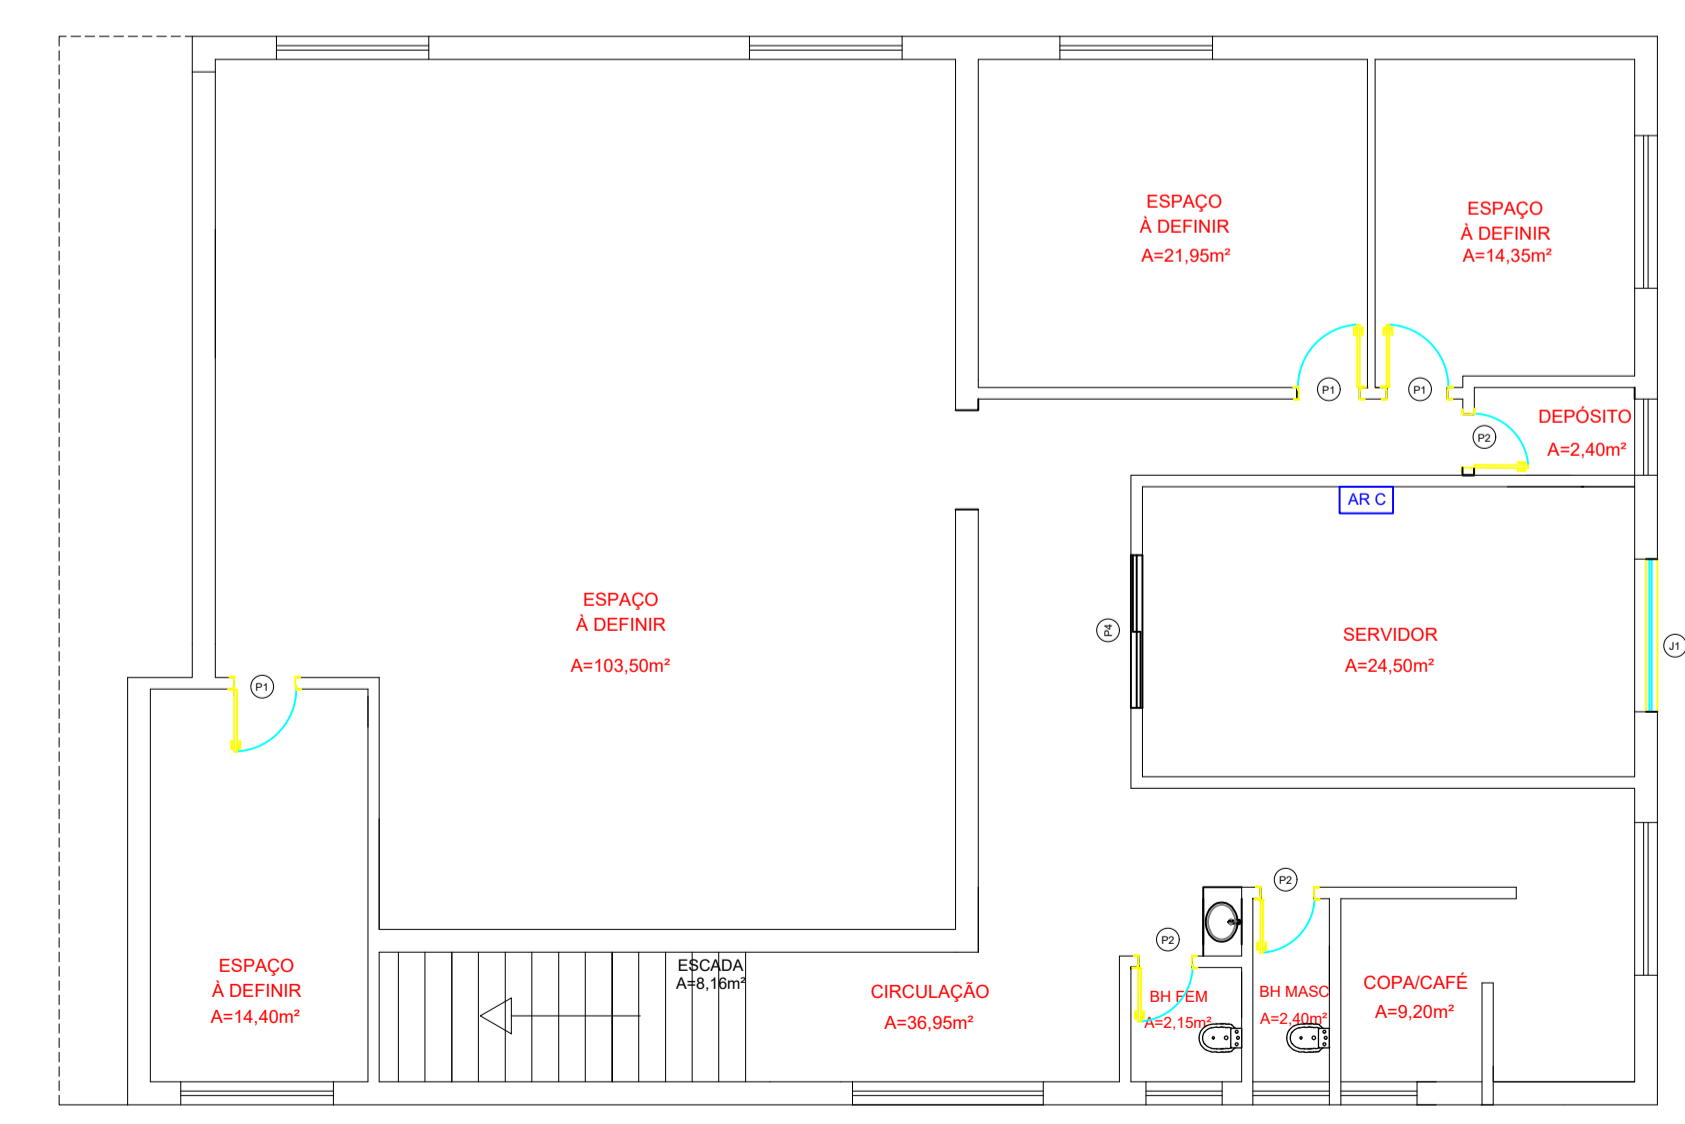 ESPAÇO
À DEFINIR
A=21,95m²
ESPAÇO
À DEFINIR
A=14,35m²
P1
P1
DEPÓSITO
A=2,40m²
P2
AR C
ESPAÇO
À DEFINIR
A=103,50m²
P4
SERVIDOR
A=24,50m²
J1
P1
P2
P2
ESPAÇO
À DEFINIR
A=14,40m²
ESCADA
A=8,16m²
CIRCULAÇÃO
A=36,95m²
BH FEM
A=2,15m²
BH MASC
A=2,40m²
COPA/CAFÉ
A=9,20m²